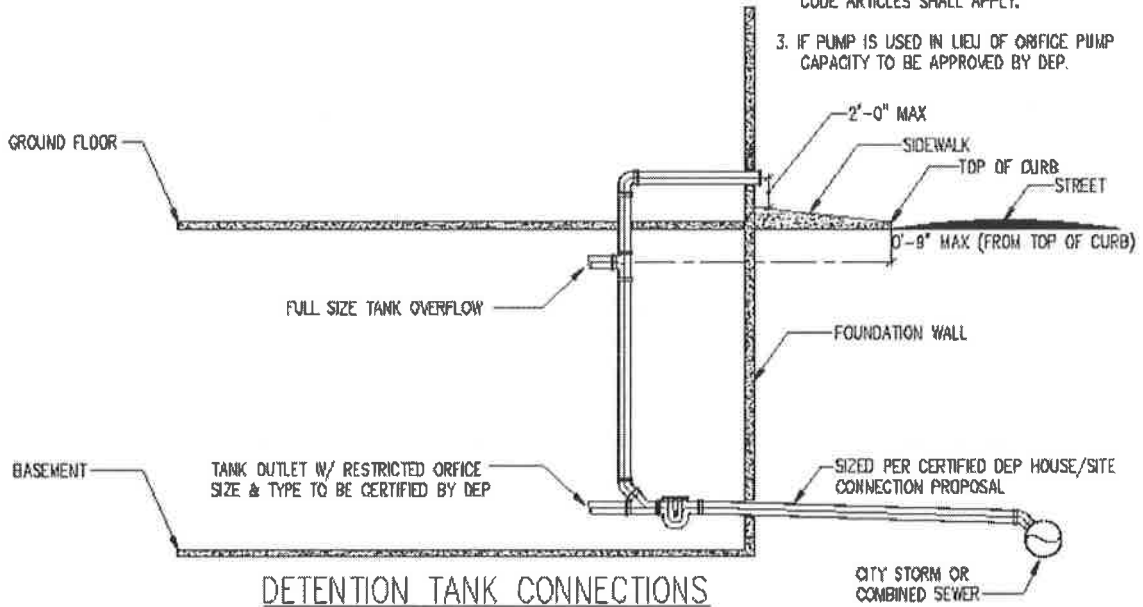 CODE ARTICLES SHALL APPLY.
3. IF PUMP IS USED IN LIEU OF ORIFICE PUMP
CAPACITY TO BE APPROVED BY DEP.
2'-0" MAX
SIDEWALK
GROUND FLOOR
TOP OF CURB
STREET
0'-9" MAX (FROM TOP OF CURB)
FULL SIZE TANK OVERFLOW
FOUNDATION WALL
BASEMENT
TANK OUTLET W/ RESTRICTED ORFICE
SIZE & TYPE TO BE CERTIFIED BY DEP
SIZED PER CERTIFIED DEP HOUSE/SITE
CONNECTION PROPOSAL
CITY STORM OR
COMBINED SEWER
DETENTION TANK CONNECTIONS